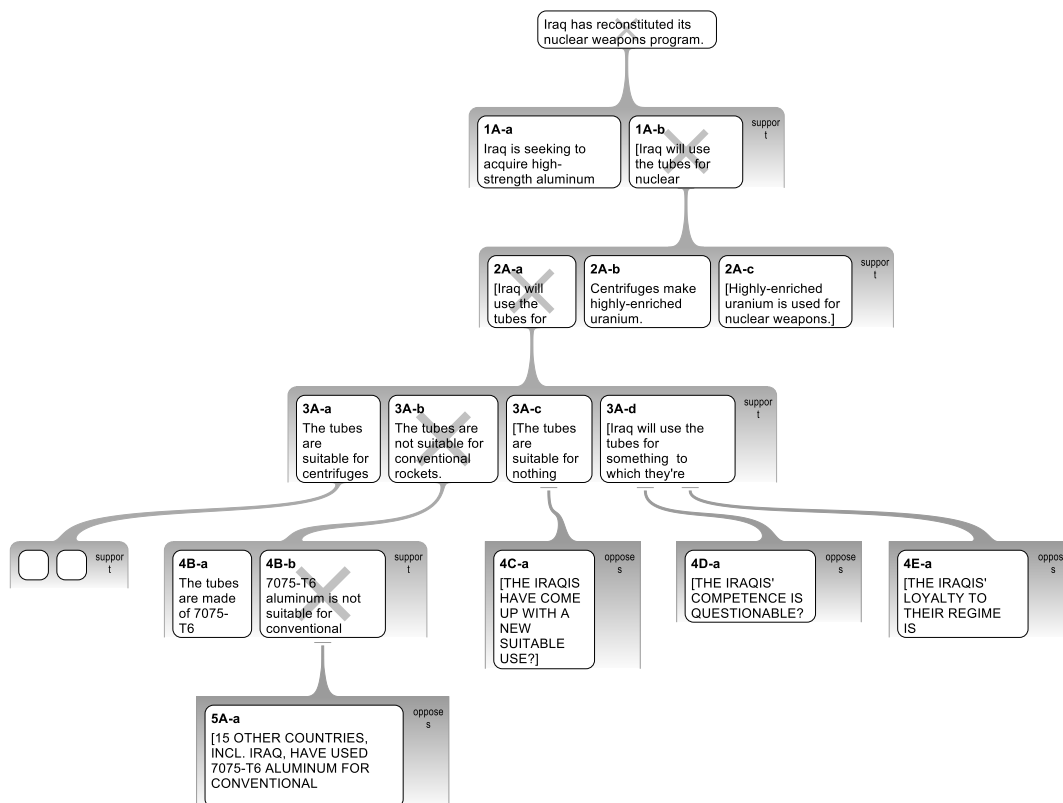 Iraq has reconstituted its
nuclear weapons program.
1A-a
Iraq is seeking to
acquire high-
strength aluminum
1A-b
[Iraq will use
the tubes for
nuclear
suppor
t
2A-a
[Iraq will
use the
tubes for
2A-b
Centrifuges make
highly-enriched
uranium.
2A-c
[Highly-enriched
uranium is used for
nuclear weapons.]
suppor
t
3A-a
The tubes
are
suitable for
centrifuges
3A-b
The tubes are
not suitable for
conventional
rockets.
3A-c
[The tubes
are
suitable for
nothing
3A-d
[Iraq will use the
tubes for
something to
which they're
suppor
t
suppor
t
4B-a
The tubes
are made
of 7075-
T6
4B-b
7075-T6
aluminum is not
suitable for
conventional
suppor
t
4C-a
[THE IRAQIS
HAVE COME
UP WITH A
NEW
SUITABLE
USE?]
oppose
s
4D-a
[THE IRAQIS'
COMPETENCE IS
QUESTIONABLE?
oppose
s
4E-a
[THE IRAQIS'
LOYALTY TO
THEIR REGIME
IS
oppose
s
5A-a
[15 OTHER COUNTRIES,
INCL. IRAQ, HAVE USED
7075-T6 ALUMINUM FOR
CONVENTIONAL
oppose
s